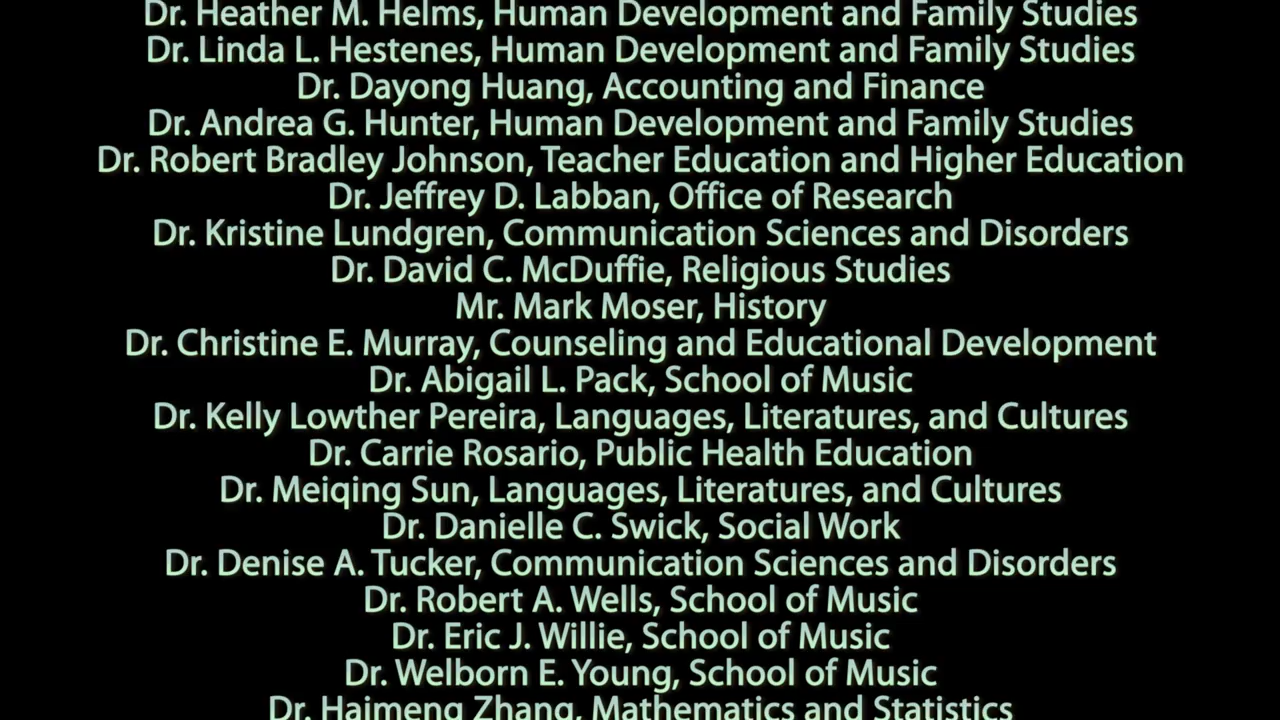 Dr. Heather M. Helms, Human Development and Family Studies
Dr. Linda L. Hestenes, Human Development and Family Studies
Dr. Dayong Huang, Accounting and Finance
Dr. Andrea G. Hunter, Human Development and Family Studies
Dr. Robert Bradley Johnson, Teacher Education and Higher Education
Dr. Jeffrey D. Labban, Office of Research
Dr. Kristine Lundgren, Communication Sciences and Disorders
Dr. David C. McDuffie, Religious Studies
Mr. Mark Moser, History
Dr. Christine E. Murray, Counseling and Educational Development
Dr. Abigail L. Pack, School of Music
Dr. Kelly Lowther Pereira, Languages, Literatures, and Cultures
Dr. Carrie Rosario, Public Health Education
Dr. Meiqing Sun, Languages, Literatures, and Cultures
Dr. Danielle C. Swick, Social Work
Dr. Denise A. Tucker, Communication Sciences and Disorders
Dr. Robert A. Wells, School of Music
Dr. Eric J. Willie, School of Music
Dr. Welborn E. Young, School of Music
Dr. Haimeng Zhang, Mathematics and Statistics